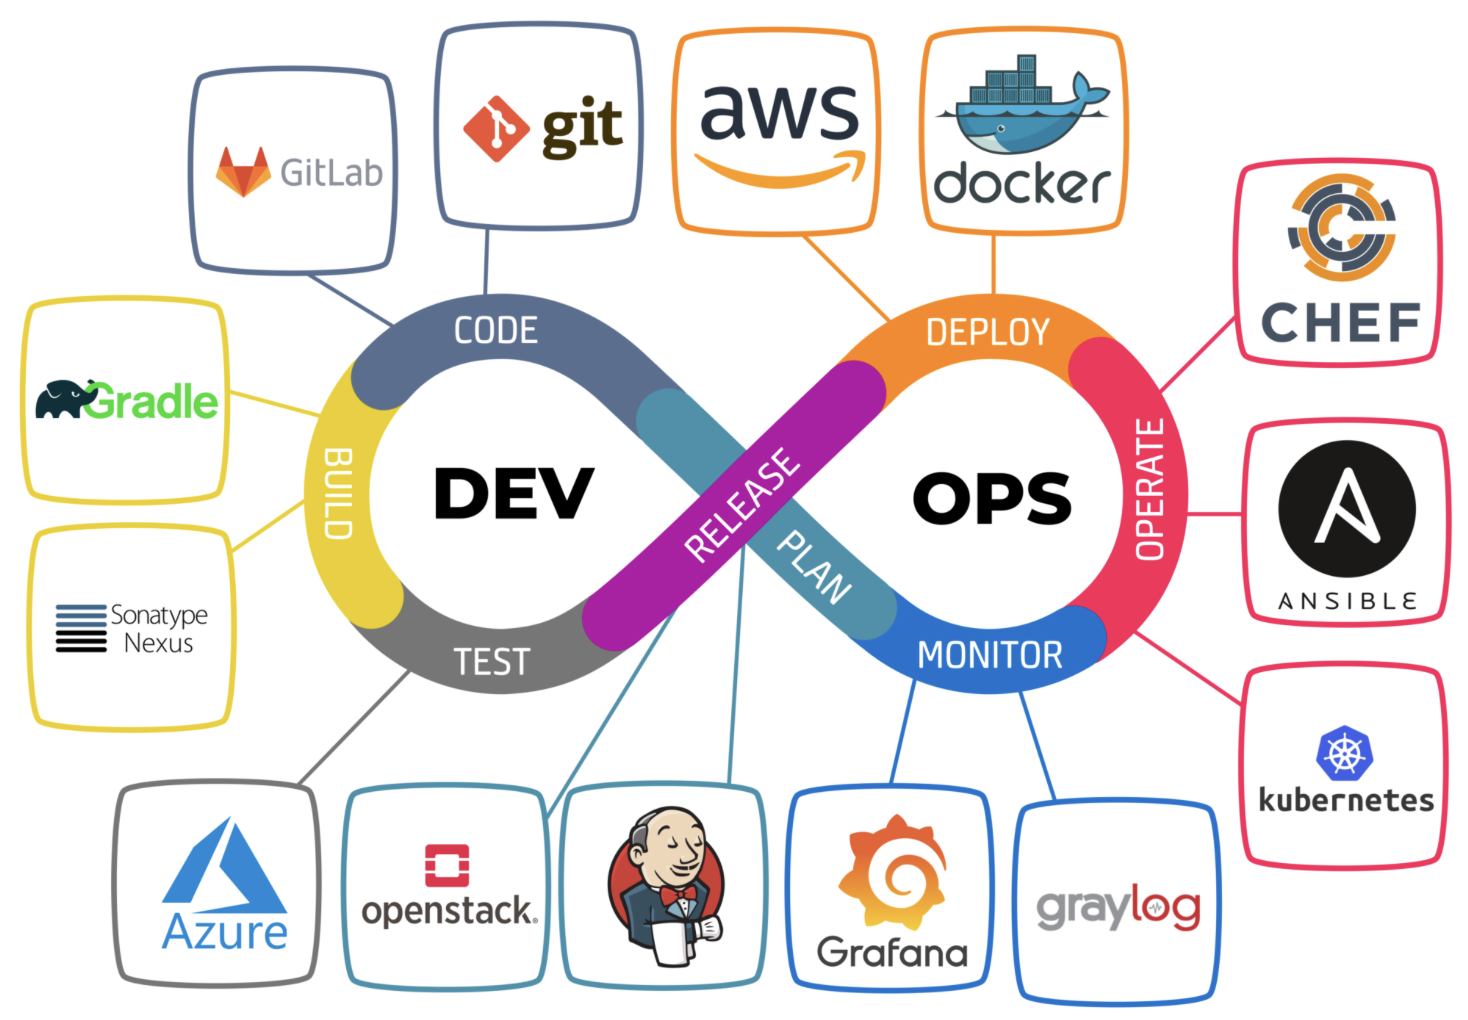 GitLab
git
aws
docker
CHEF
Gradle
CODE
DEPLOY
BUILD
DEV
RELEASE
OPS
OPERATE
PLAN
ANSIBLE
Sonatype
Nexus
TEST
MONITOR
kubernetes
Azure
openstack.
Grafana
graylog